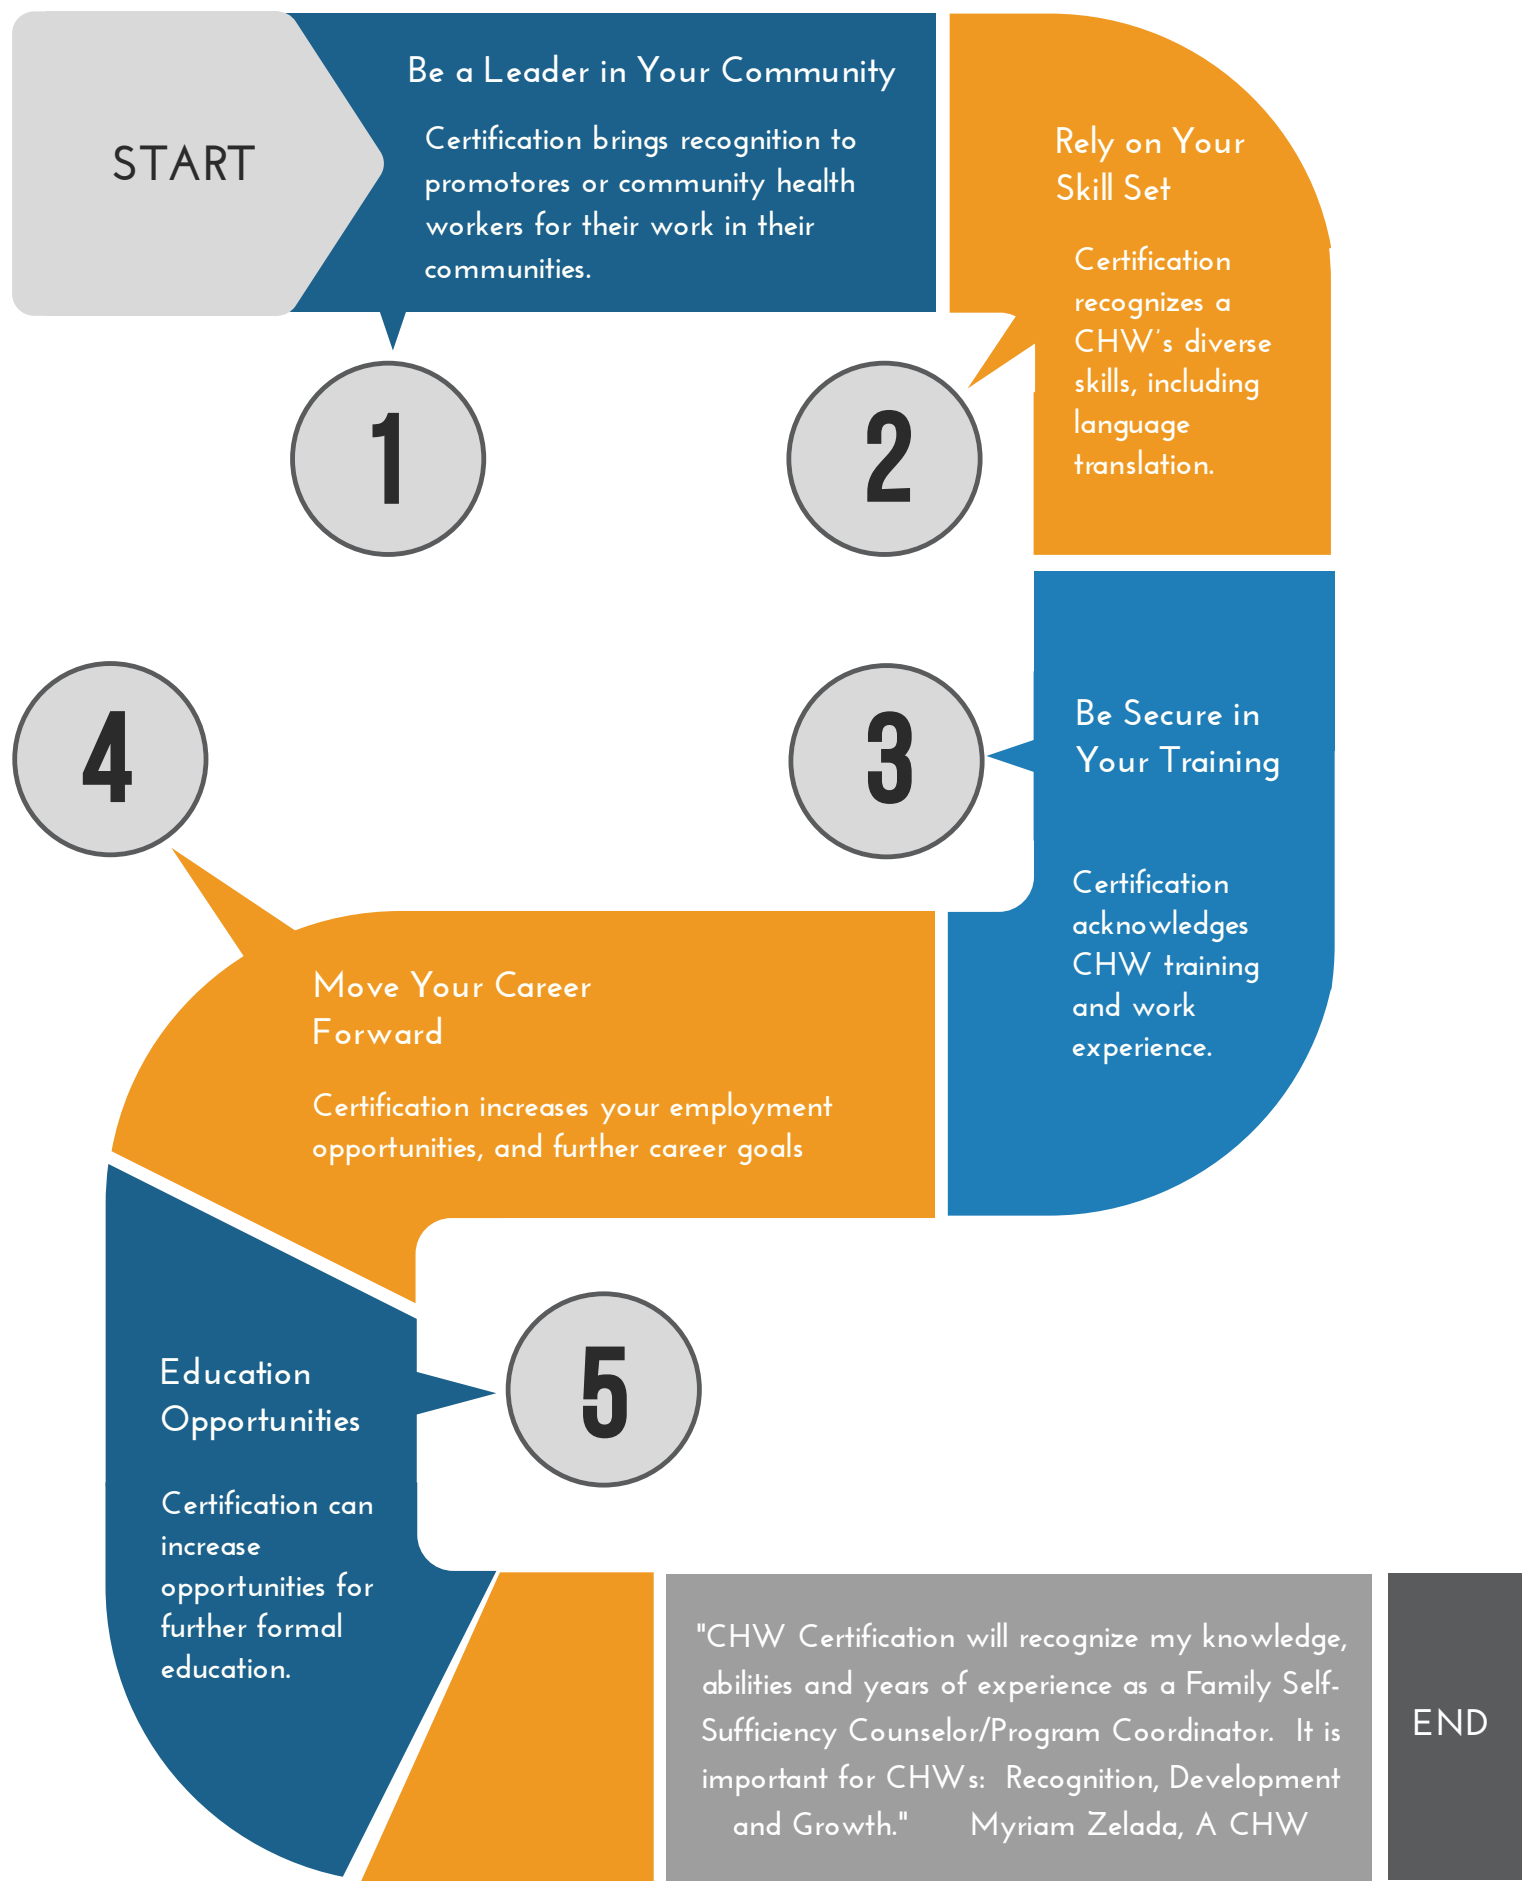 START
Be a Leader in Your Community
Certification brings recognition to
promotores or community health
workers for their work in their
communities.
1
Rely on Your
Skill Set
Certification
recognizes a
CHW's diverse
skills, including
language
translation.
2
Be Secure in
Your Training
Certification
acknowledges
CHW training
and work
experience.
3
4
Move Your Career
Forward
Certification increases your employment
opportunities, and further career goals
Education
Opportunities
Certification can
increase
opportunities for
further formal
education.
5
"CHW Certification will recognize my knowledge,
abilities and years of experience as a Family Self-
Sufficiency Counselor/Program Coordinator. It is
important for CHWs: Recognition, Development
and Growth." Myriam Zelada, A CHW
END